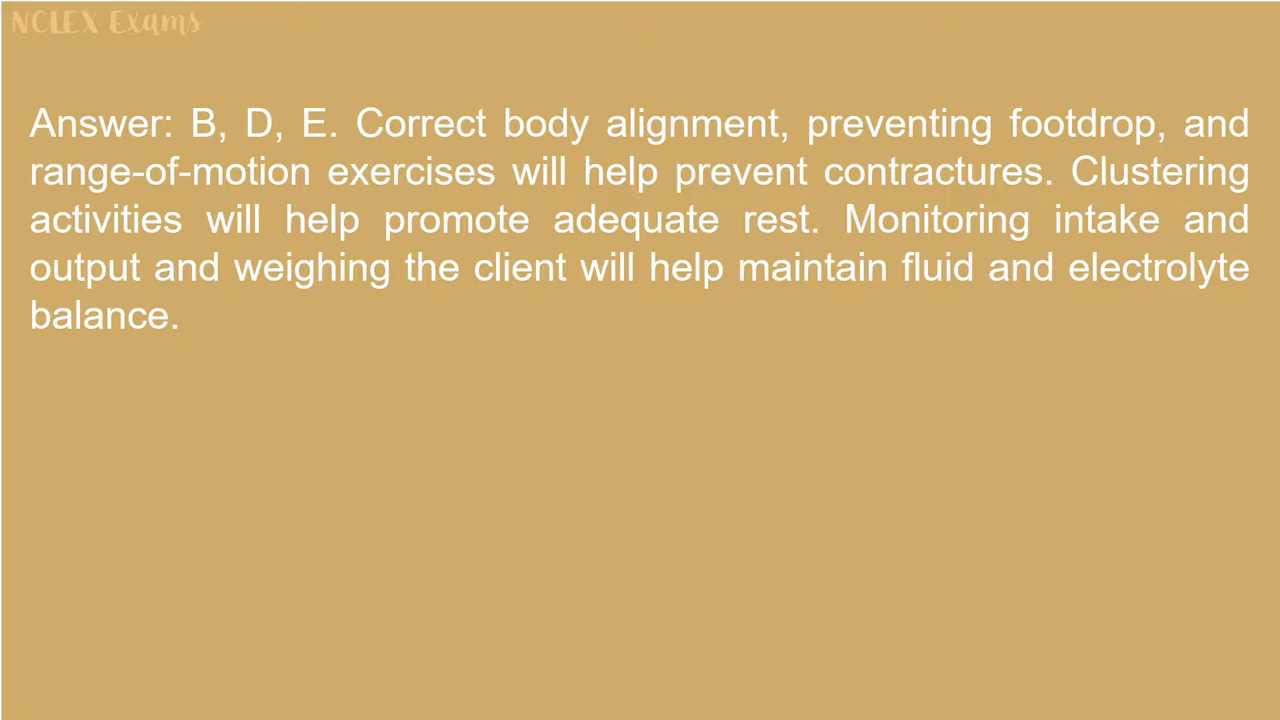 NCLEX Exams
Answer: B, D, E. Correct body alignment, preventing footdrop, and
range-of-motion exercises will help prevent contractures. Clustering
activities will help promote adequate rest. Monitoring intake and
output and weighing the client will help maintain fluid and electrolyte
balance.